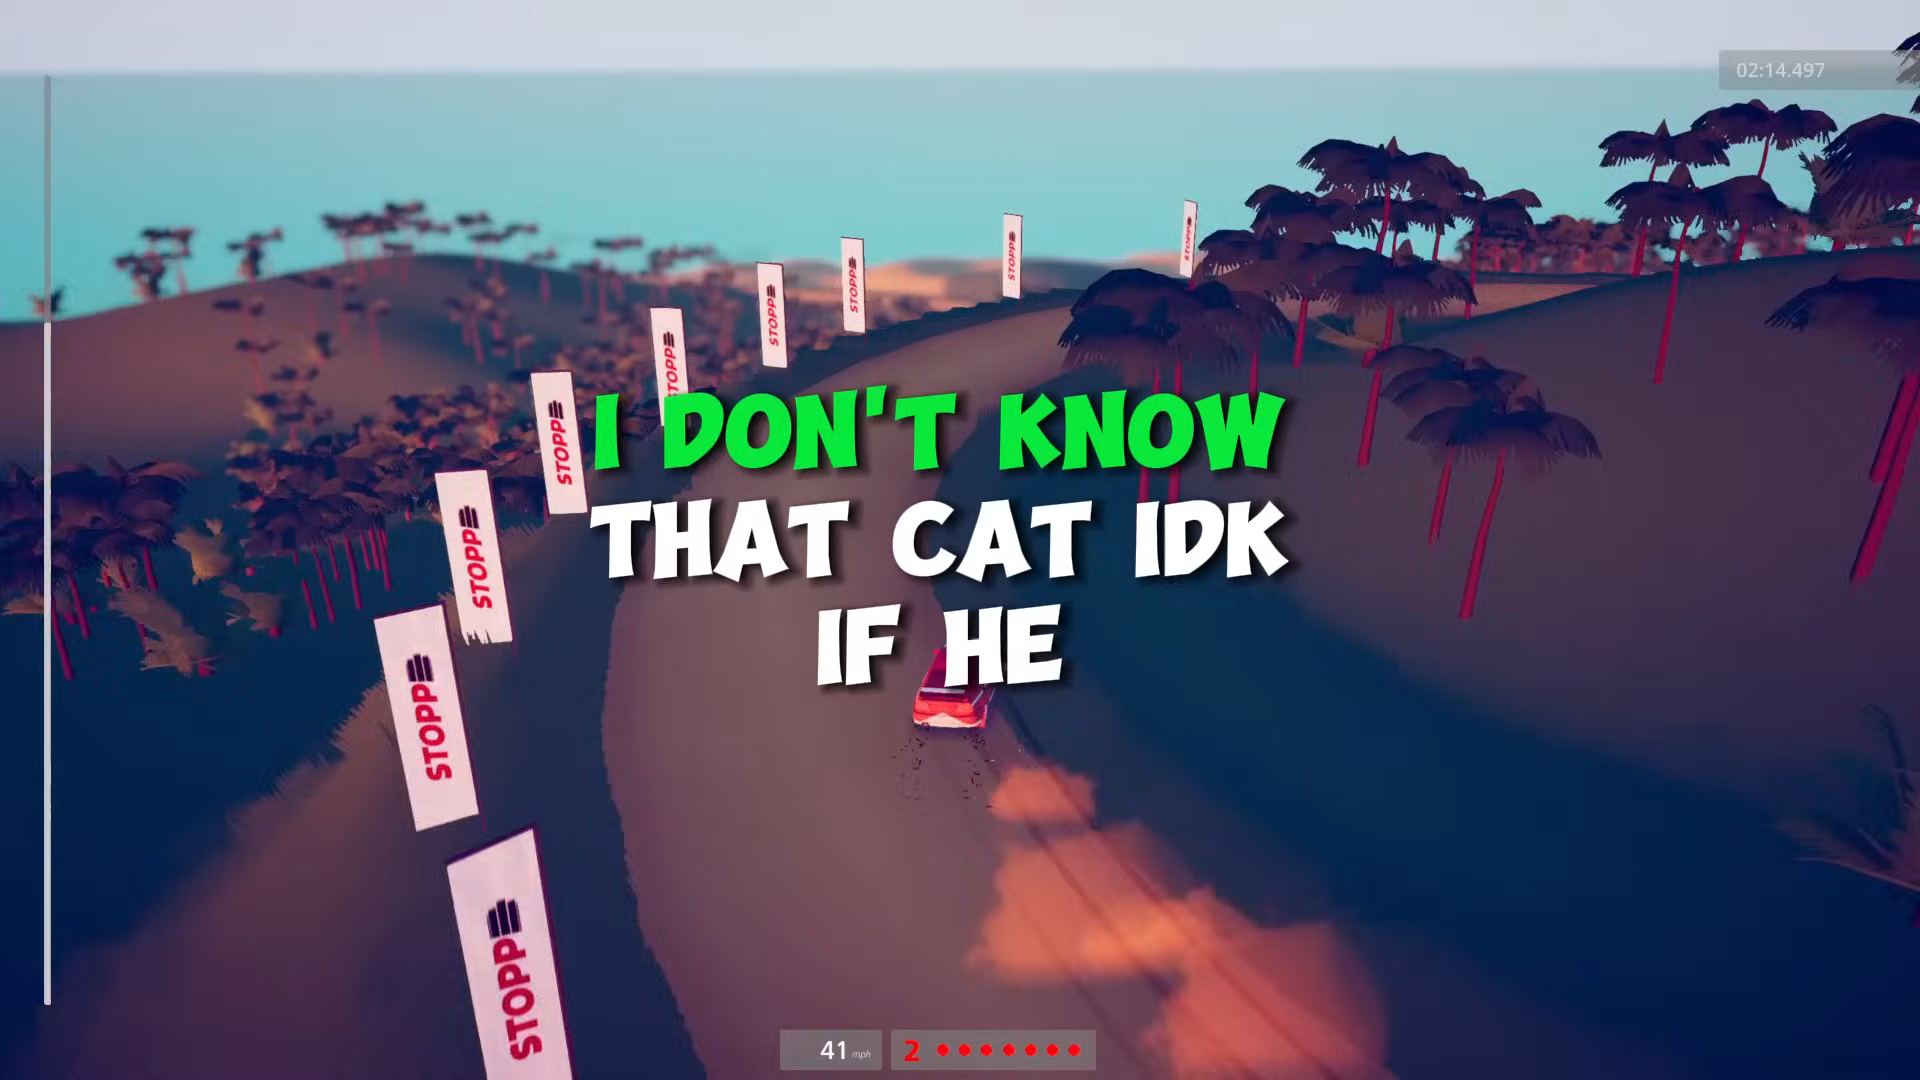 02:14.497
STOPP
STOPP
STOPP
STOPP
STOPP
STOPP
STOPP
STOPP
STOPP
I DON'T KNOW
THAT CAT IDK
IF HE
41 mph
2